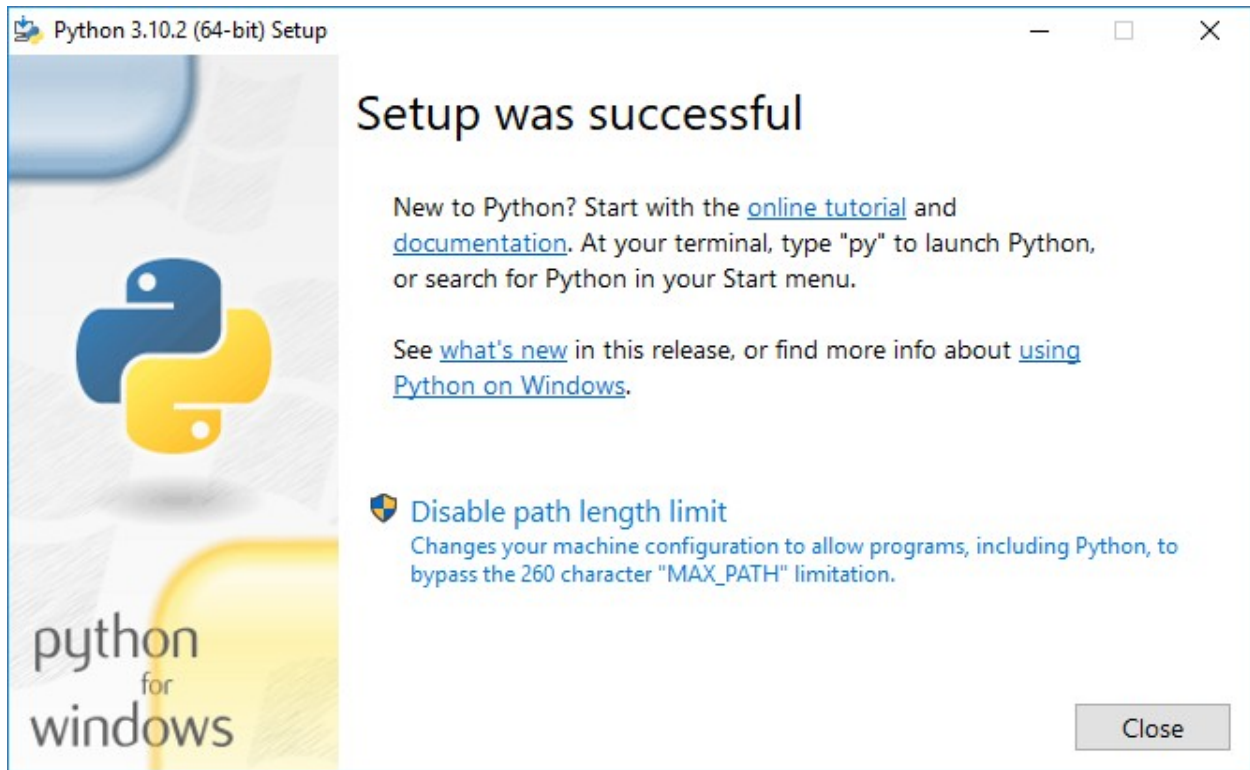 Python 3.10.2 (64-bit) Setup
Setup was successful
New to Python? Start with the online tutorial and
documentation. At your terminal, type "py" to launch Python,
or search for Python in your Start menu.
See what's new in this release, or find more info about using
Python on Windows.
Disable path length limit
Changes your machine configuration to allow programs, including Python, to
bypass the 260 character "MAX_PATH" limitation.
python
for
windows
Close